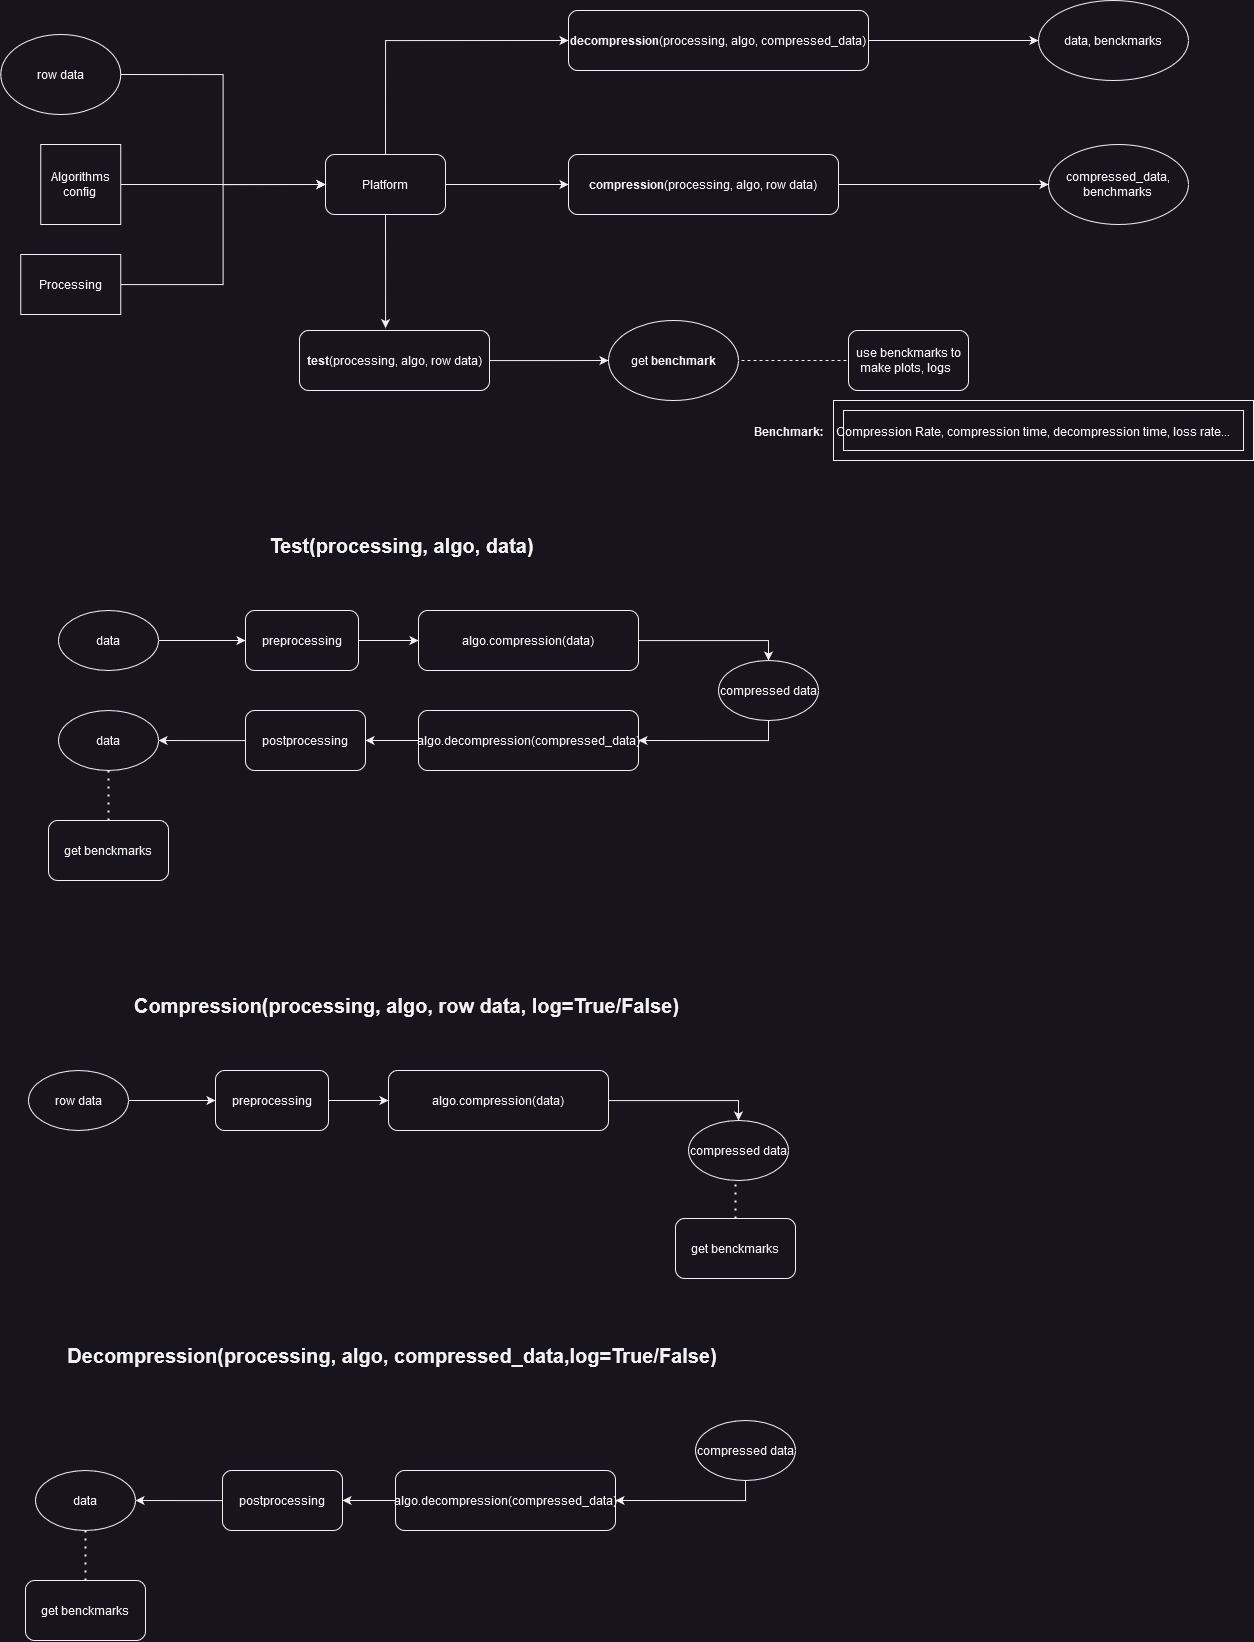 decompression(processing, algo, compressed_data)
data, benckmarks
row data
Algorithms
config
Platform
compression(processing, algo, row data)
compressed_data,
benchmarks
Processing
test(processing, algo, row data)
get benchmark
use benckmarks to
make plots, logs
Benchmark:
Compression Rate, compression time, decompression time, loss rate...
Test(processing, algo, data)
data
preprocessing
algo.compression(data)
compressed data
data
postprocessing
algo.decompression(compressed_data)
get benckmarks
Compression(processing, algo, row data, log=True/False)
row data
preprocessing
algo.compression(data)
compressed data
get benckmarks
Decompression(processing, algo, compressed_data,log=True/False)
compressed data
data
postprocessing
algo.decompression(compressed_data)
get benckmarks